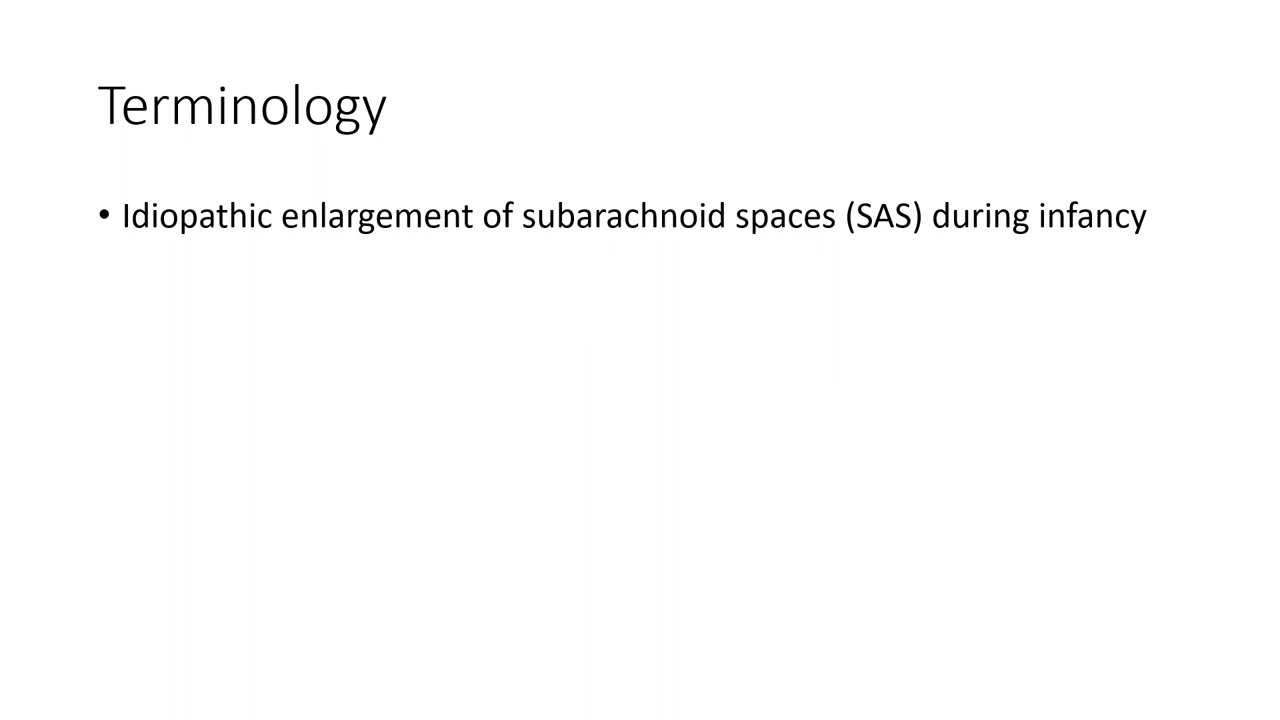 Terminology
• Idiopathic enlargement of subarachnoid spaces (SAS) during infancy